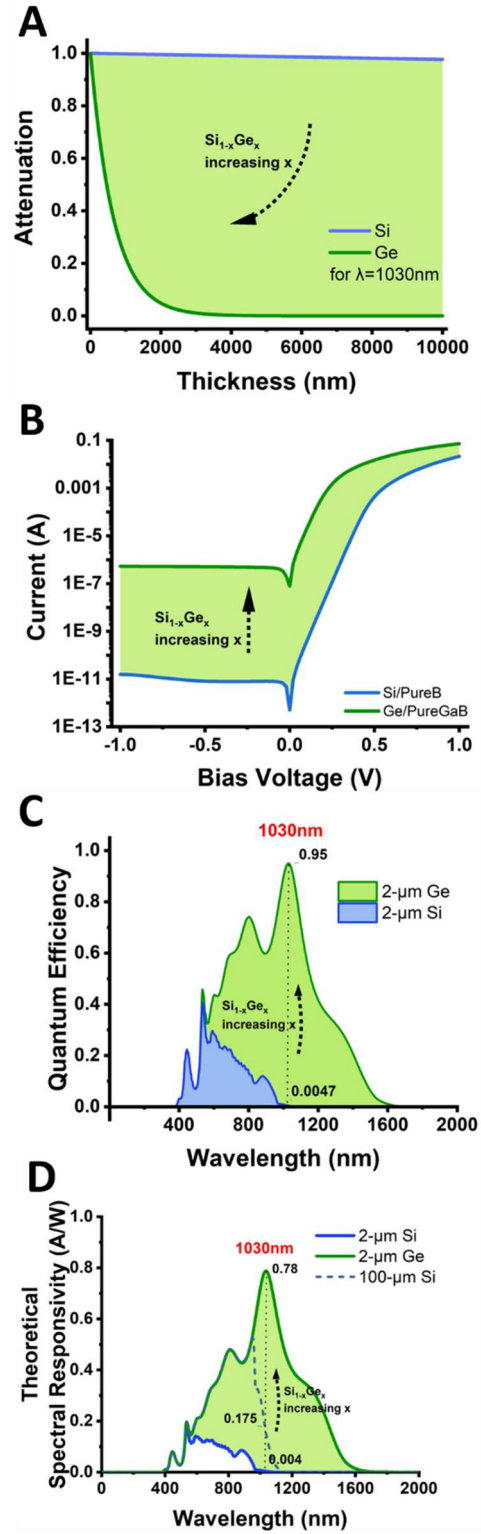 A
1.0
0.8
0.6
0.4
0.2
0.0
Attenuation
Si1-xGex
increasing x
Si
Ge
for λ=1030nm
0
2000
4000
6000
8000
10000
Thickness (nm)
B
0.1
0.001
1E-5
1E-7
1E-9
1E-11
1E-13
Current (A)
Si1-xGex
increasing x
Si/PureB
Ge/PureGaB
-1.0
-0.5
0.0
0.5
1.0
Bias Voltage (V)
C
1030nm
0.95
1.0
0.8
0.6
0.4
0.2
0.0
Quantum Efficiency
2-μm Ge
2-μm Si
Si1-xGex
increasing x
0.0047
400
800
1200
1600
2000
Wavelength (nm)
D
1.0
0.8
0.6
0.4
0.2
0.0
Theoretical
Spectral Responsivity (A/W)
1030nm
0.78
2-μm Si
2-μm Ge
100-μm Si
Si1-xGex
increasing x
0.175
0.004
0
400
800
1200
1600
2000
Wavelength (nm)